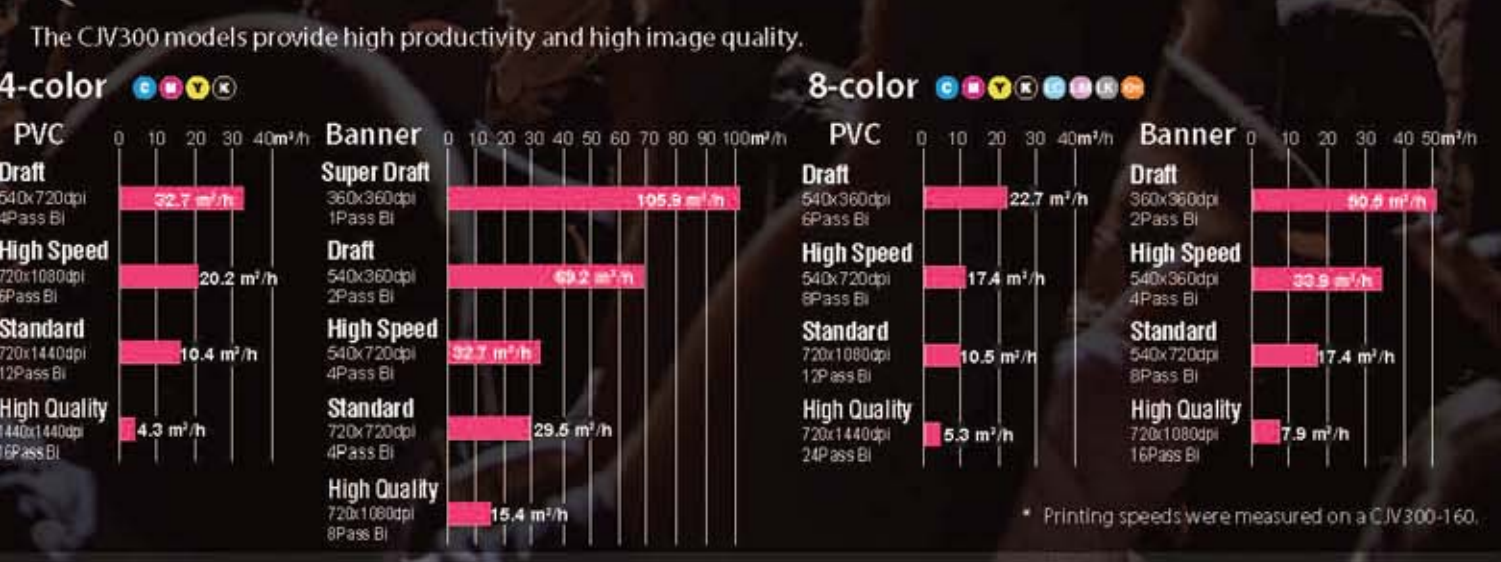 The CJV300 models provide high productivity and high image quality.
4-color C M Y K
PVC 0 10 20 30 40m²/h
Draft
540x720dpi
4Pass Bi
32.7 m²/h
High Speed
720x1080dpi
6Pass Bi
20.2 m²/h
Standard
720x1440dpi
12Pass Bi
10.4 m²/h
High Quality
1440x1440dpi
16Pass Bi
4.3 m²/h
Banner 0 10 20 30 40 50 60 70 80 90 100m²/h
Super Draft
360x360dpi
1Pass Bi
105.9 m²/h
Draft
540x360dpi
2Pass Bi
69.2 m²/h
High Speed
540x720dpi
4Pass Bi
32.7 m²/h
Standard
720x720dpi
4Pass Bi
29.5 m²/h
High Quality
720x1080dpi
8Pass Bi
15.4 m²/h
8-color C M Y K LC LM LK Or
PVC 0 10 20 30 40m²/h
Draft
540x360dpi
6Pass Bi
22.7 m²/h
High Speed
540x720dpi
8Pass Bi
17.4 m²/h
Standard
720x1080dpi
12Pass Bi
10.5 m²/h
High Quality
720x1440dpi
24Pass Bi
5.3 m²/h
Banner 0 10 20 30 40 50m²/h
Draft
360x360dpi
2Pass Bi
50.5 m²/h
High Speed
540x360dpi
4Pass Bi
33.9 m²/h
Standard
540x720dpi
8Pass Bi
17.4 m²/h
High Quality
720x1080dpi
16Pass Bi
7.9 m²/h
* Printing speeds were measured on a CJV300-160.